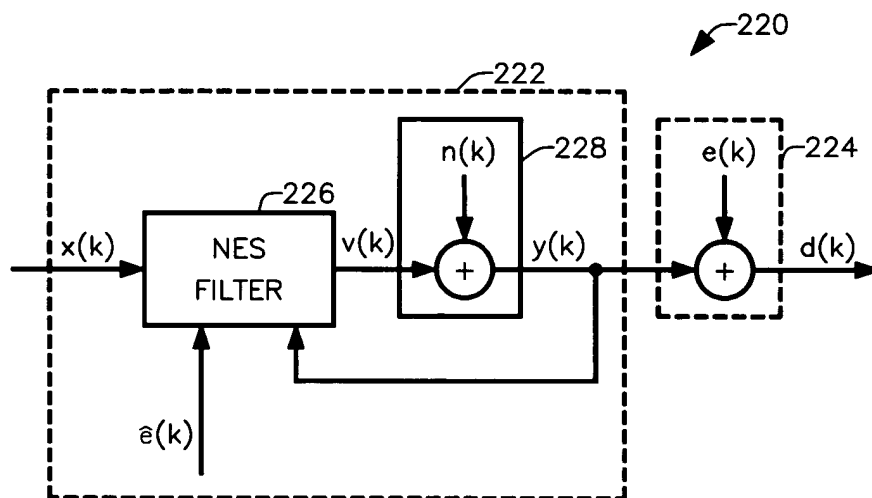 220
222
n(k)
228
e(k)
224
226
x(k)
NES
FILTER
v(k)
+
y(k)
+
d(k)
ê(k)